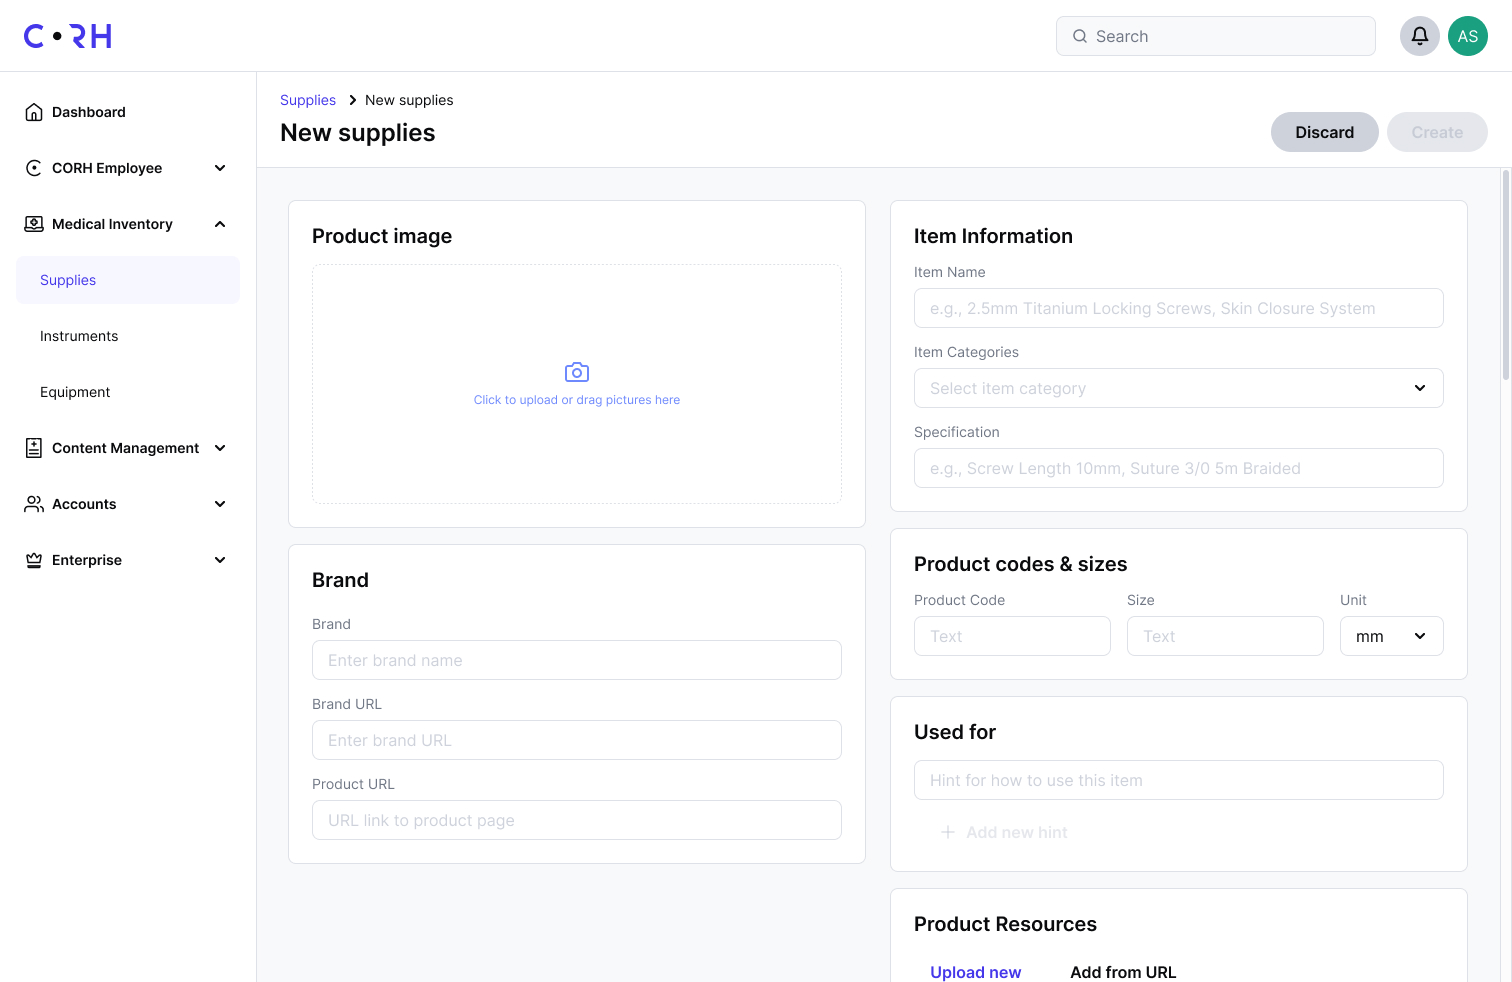 C•RH
Search
AS
Dashboard
CORH Employee
Medical Inventory
Supplies
Instruments
Equipment
Content Management
Accounts
Enterprise
Supplies > New supplies
New supplies
Discard
Create
Product image
Click to upload or drag pictures here
Brand
Brand
Enter brand name
Brand URL
Enter brand URL
Product URL
URL link to product page
Item Information
Item Name
e.g., 2.5mm Titanium Locking Screws, Skin Closure System
Item Categories
Select item category
Specification
e.g., Screw Length 10mm, Suture 3/0 5m Braided
Product codes & sizes
Product Code Size Unit
Text Text mm
Used for
Hint for how to use this item
+ Add new hint
Product Resources
Upload new Add from URL